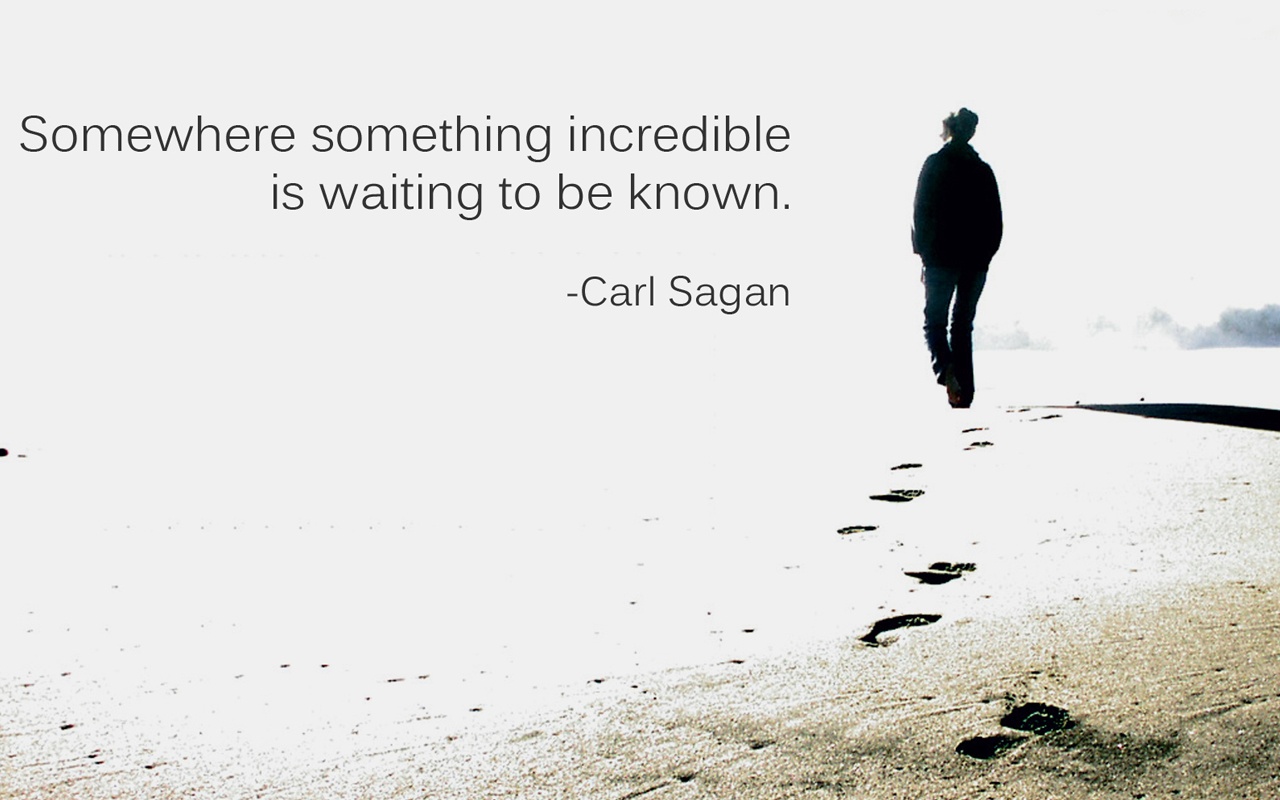 Somewhere something incredible
is waiting to be known.
-Carl Sagan